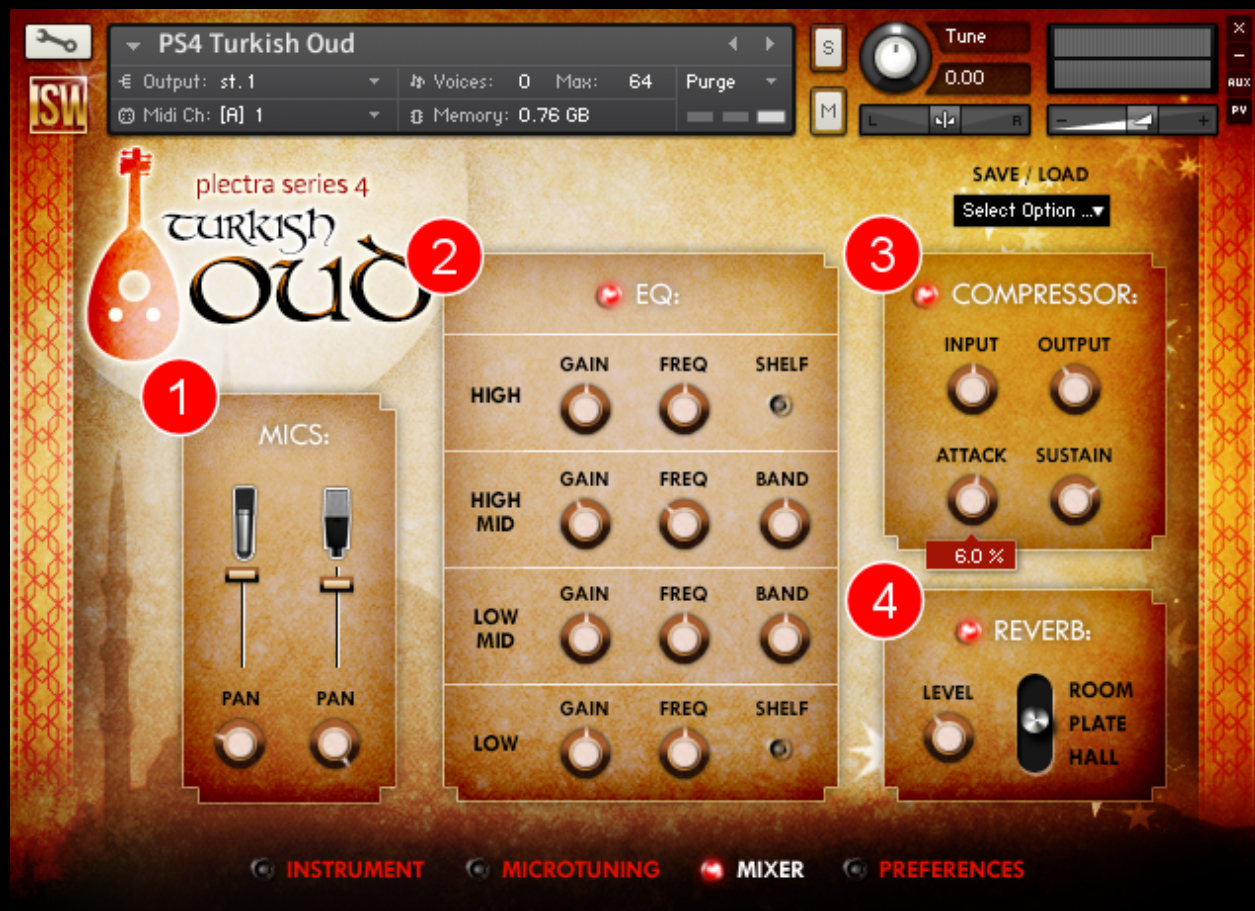 PS4 Turkish Oud
S
Tune
0.00
X
–
AUX
PV
Output: st. 1
Voices: 0 Max: 64
Purge
ISW
Midi Ch: [A] 1
Memory: 0.76 GB
M
L
R
- +
plectra series 4
TURKISH
OUD
SAVE / LOAD
Select Option ...▾
1
MICS:
PAN PAN
2
EQ:
HIGH
GAIN FREQ SHELF
HIGH
MID
GAIN FREQ BAND
LOW
MID
GAIN FREQ BAND
LOW
GAIN FREQ SHELF
3
COMPRESSOR:
INPUT OUTPUT
ATTACK SUSTAIN
6.0 %
4
REVERB:
LEVEL
ROOM
PLATE
HALL
INSTRUMENT MICROTUNING MIXER PREFERENCES